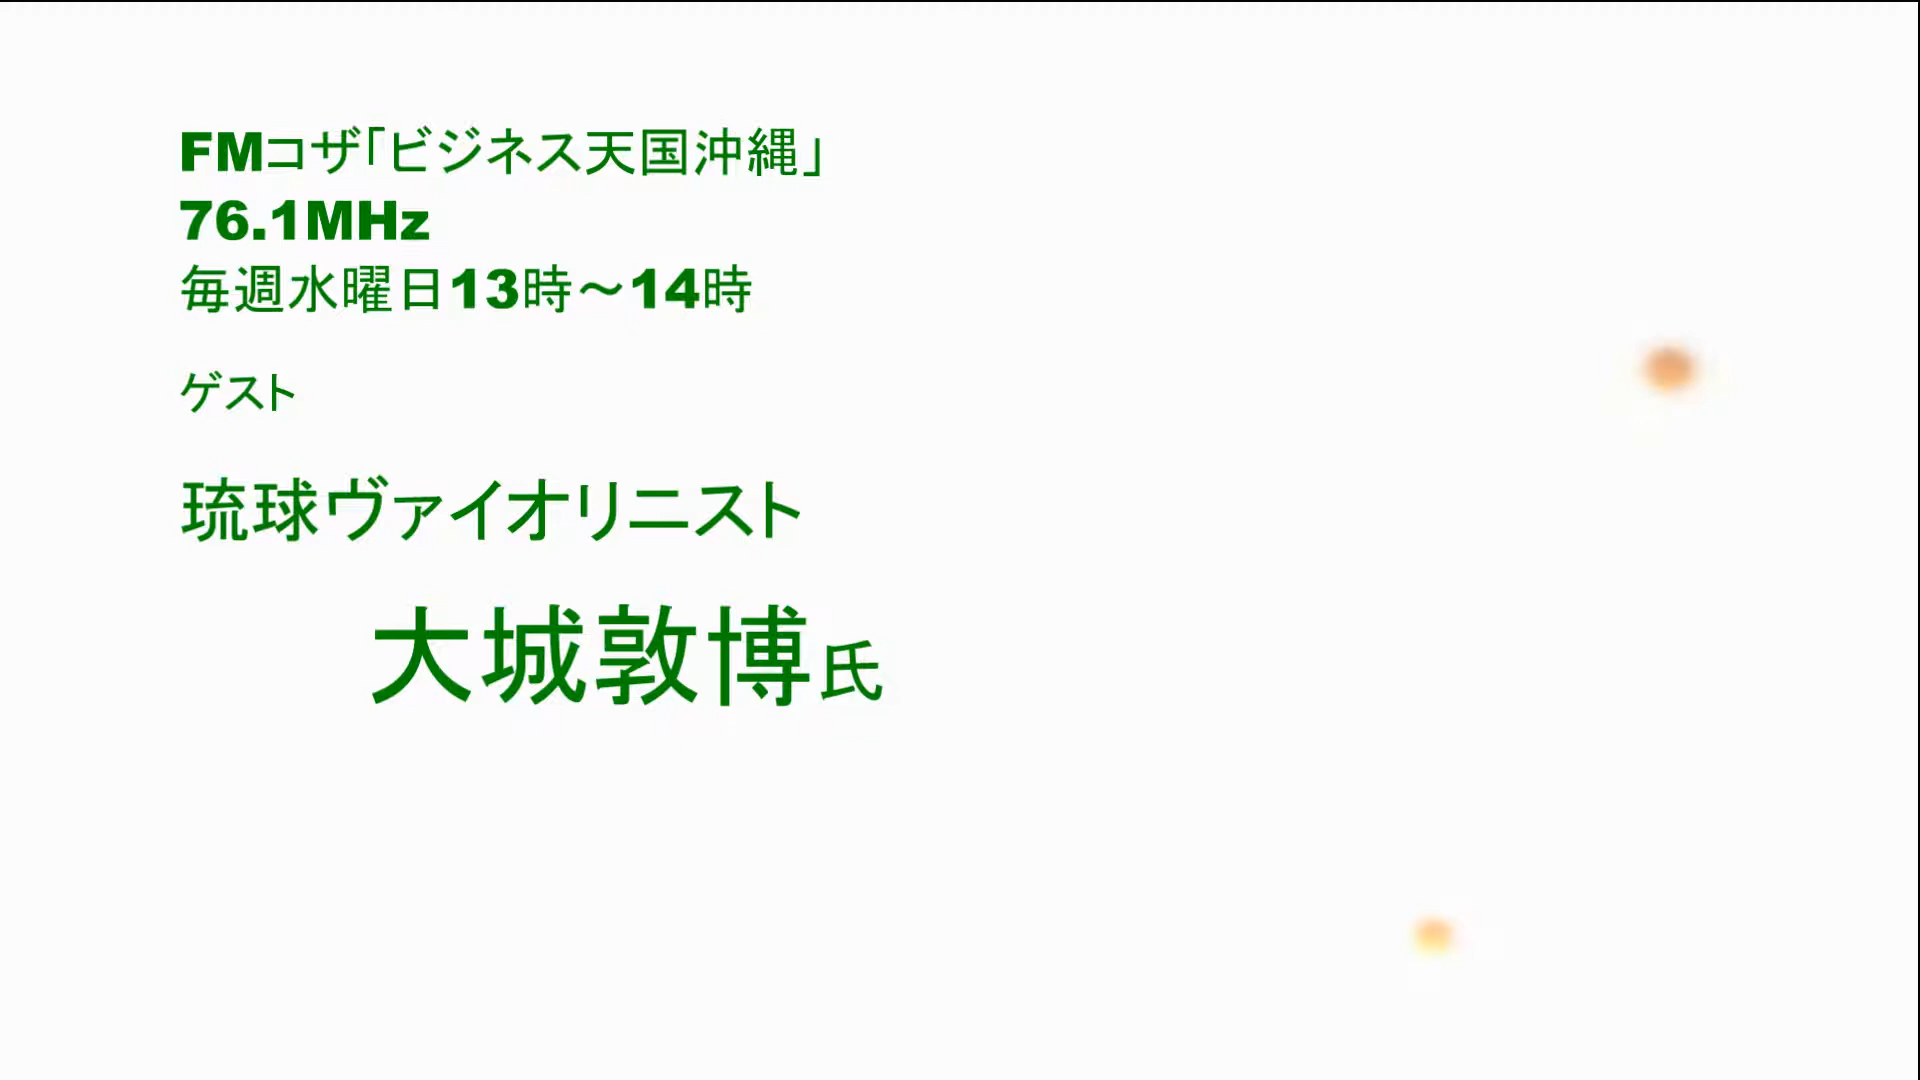 FMコザ「ビジネス天国沖縄」
76.1MHz
毎週水曜日13時～14時
ゲスト
琉球ヴァイオリニスト
大城敦博氏